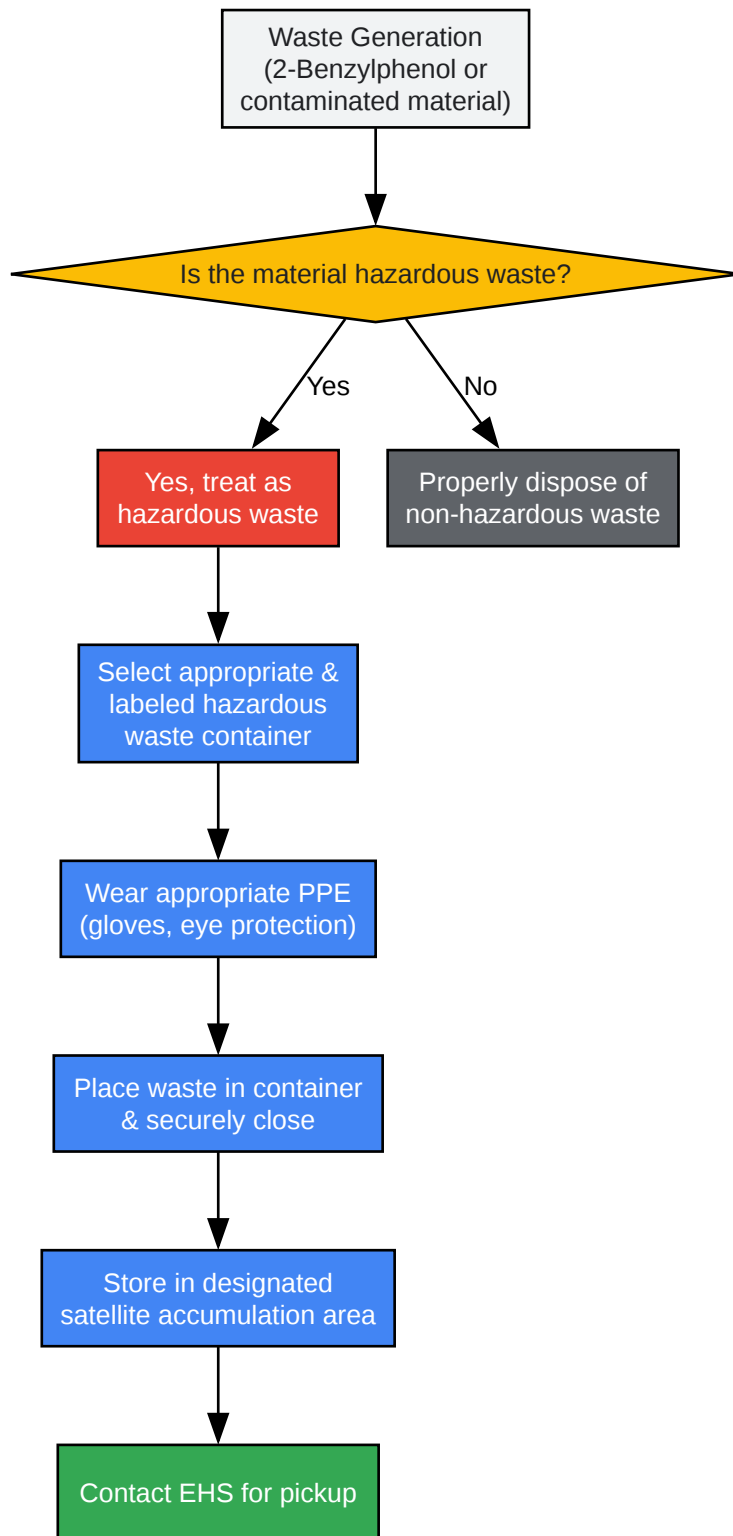 Waste Generation
(2-Benzylphenol or
contaminated material)
Is the material hazardous waste?
Yes
No
Yes, treat as
hazardous waste
Properly dispose of
non-hazardous waste
Select appropriate &
labeled hazardous
waste container
Wear appropriate PPE
(gloves, eye protection)
Place waste in container
& securely close
Store in designated
satellite accumulation area
Contact EHS for pickup